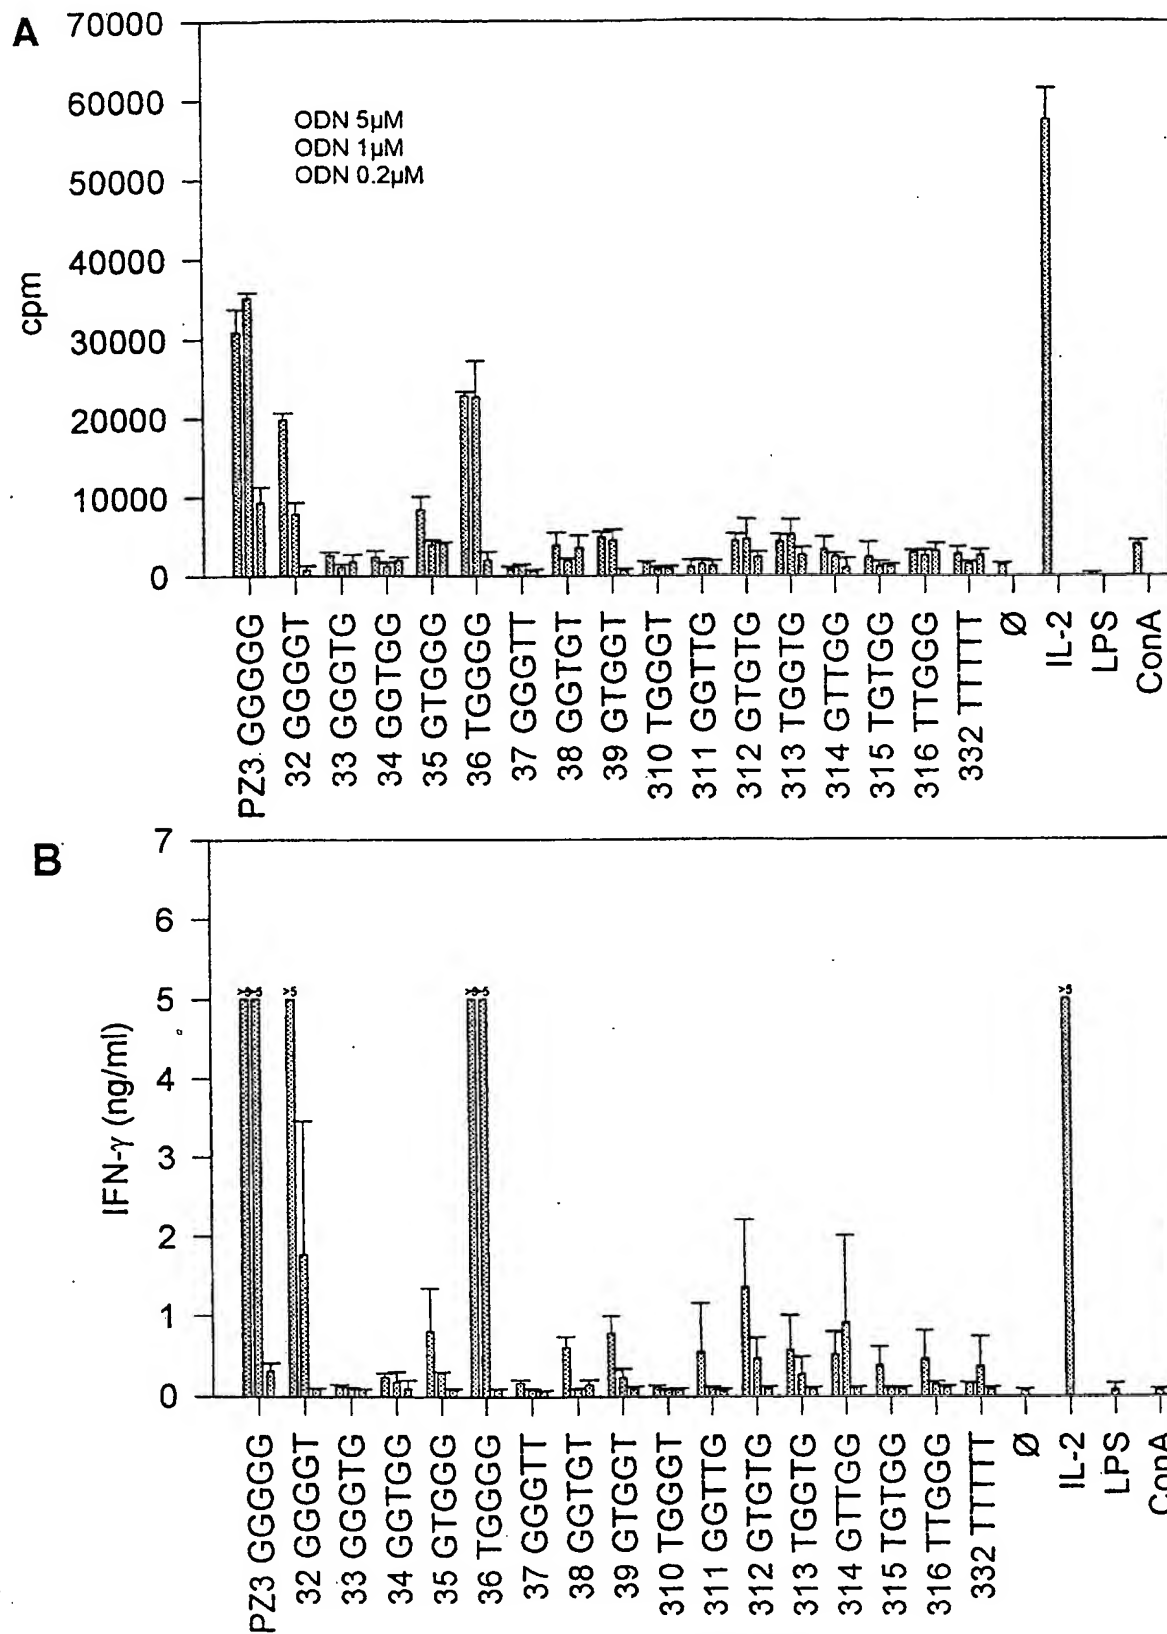 A
70000
60000
50000
40000
30000
20000
10000
0
cpm
ODN 5µM
ODN 1µM
ODN 0.2µM
PZ3 GGGGGG
32 GGGGT
33 GGGTG
34 GGTGG
35 GTGGG
36 TGGGG
37 GGGTT
38 GGTGT
39 GTGGT
310 TGGGT
311 GGTTG
312 GTGTG
313 TGGTG
314 GTTGG
315 TGTGG
316 TTGGG
332 TTTTT
Ø
IL-2
LPS
ConA
B
7
6
5
4
3
2
1
0
IFN-γ (ng/ml)
>5
>5
>5
>5
>5
>5
PZ3 GGGGGG
32 GGGGT
33 GGGTG
34 GGTGG
35 GTGGG
36 TGGGG
37 GGGTT
38 GGTGT
39 GTGGT
310 TGGGT
311 GGTTG
312 GTGTG
313 TGGTG
314 GTTGG
315 TGTGG
316 TTGGG
332 TTTTT
Ø
IL-2
LPS
ConA